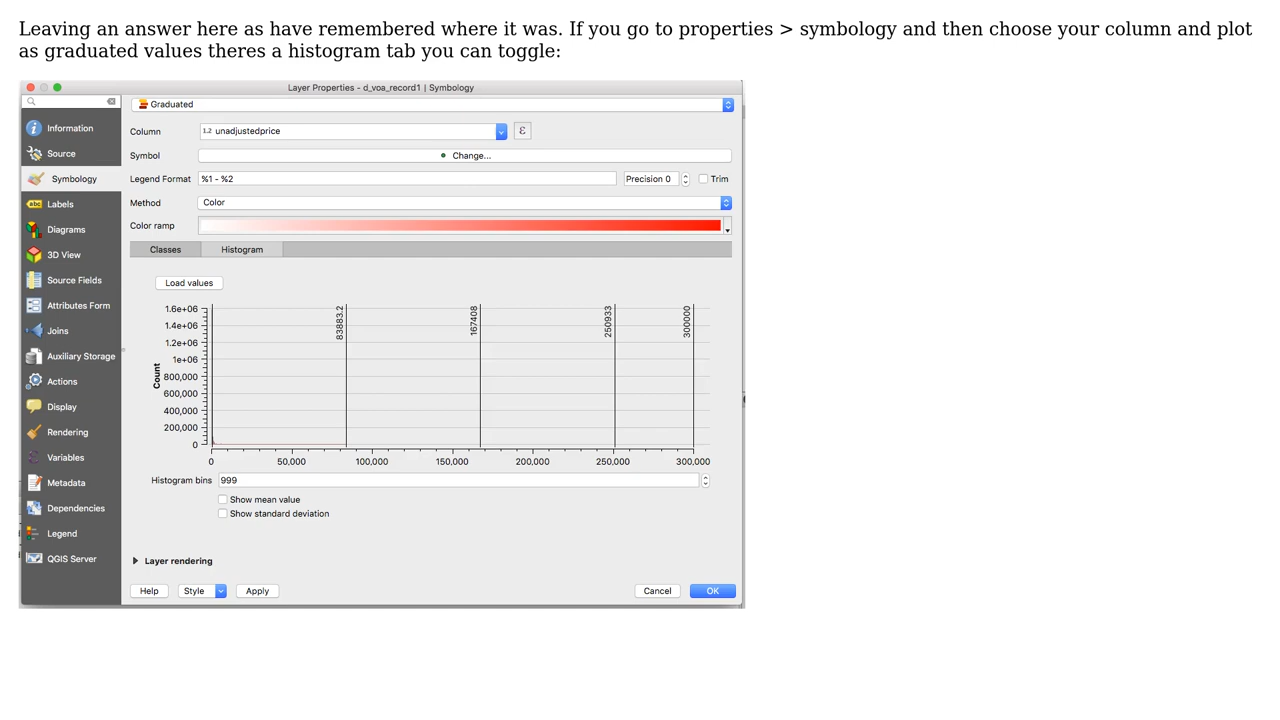 Leaving an answer here as have remembered where it was. If you go to properties > symbology and then choose your column and plot
as graduated values theres a histogram tab you can toggle:
Layer Properties - d_voa_record1 | Symbology
Graduated
Information
Column
1.2 unadjustedprice
ε
Source
Symbol
Change...
Symbology
Legend Format
%1 - %2
Precision 0
Trim
Labels
Method
Color
Diagrams
Color ramp
3D View
Classes
Histogram
Source Fields
Load values
Attributes Form
Joins
Auxiliary Storage
Actions
Display
Rendering
Variables
Metadata
Dependencies
Legend
QGIS Server
1.6e+06
1.4e+06
1.2e+06
1e+06
800,000
600,000
400,000
200,000
0
Count
83883.2
167408
250933
300000
0
50,000
100,000
150,000
200,000
250,000
300,000
Histogram bins
999
Show mean value
Show standard deviation
Layer rendering
Help
Style
Apply
Cancel
OK